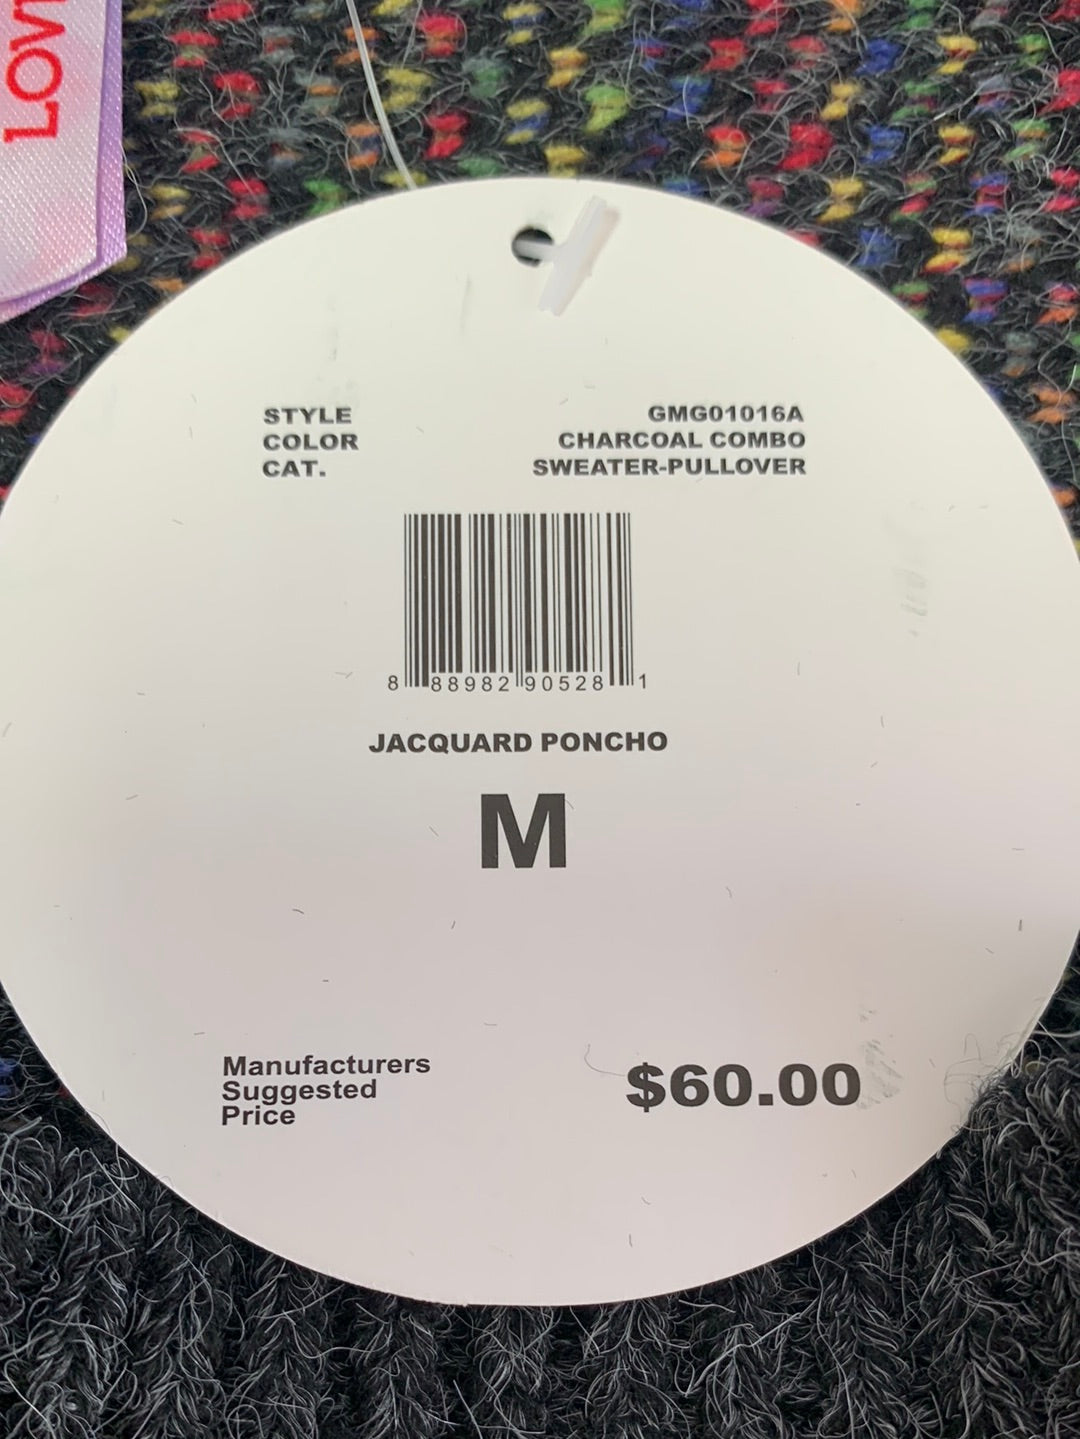 LOV
STYLE GMG01016A
COLOR CHARCOAL COMBO
CAT. SWEATER-PULLOVER
8 88982 90528 1
JACQUARD PONCHO
M
Manufacturers
Suggested
Price
$60.00